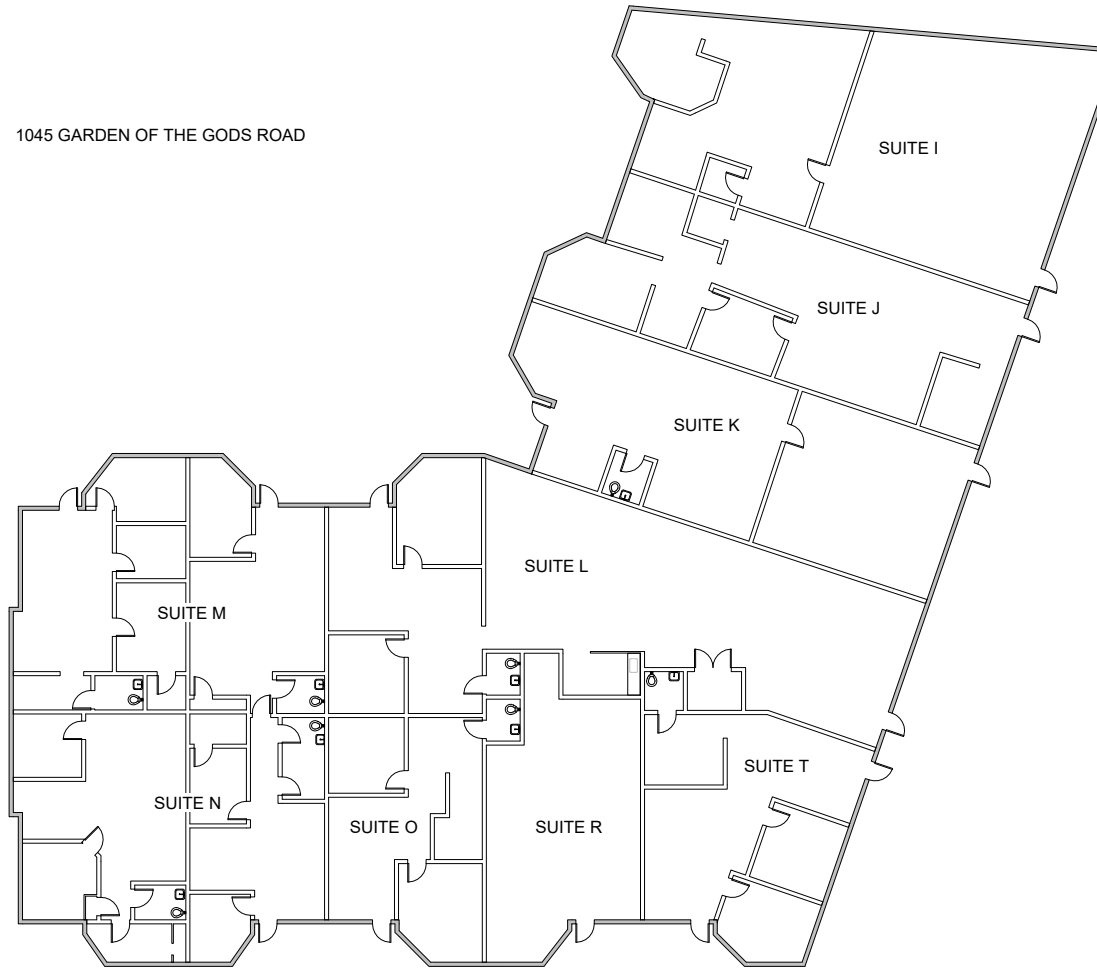 1045 GARDEN OF THE GODS ROAD
SUITE I
SUITE J
SUITE K
SUITE L
SUITE M
SUITE T
SUITE N
SUITE O
SUITE R